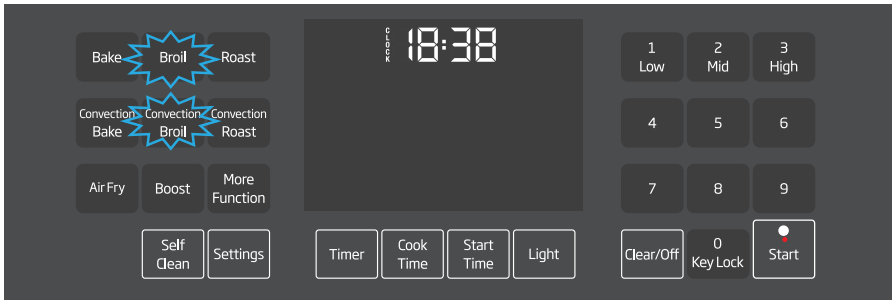 CLOCK 18:38
Bake Broil Roast
1 2 3
Low Mid High
Convection Convection Convection
Bake Broil Roast
4 5 6
Air Fry Boost More
Function
7 8 9
Self
Clean Settings
Timer Cook
Time Start
Time Light
Clear/Off 0
Key Lock Start